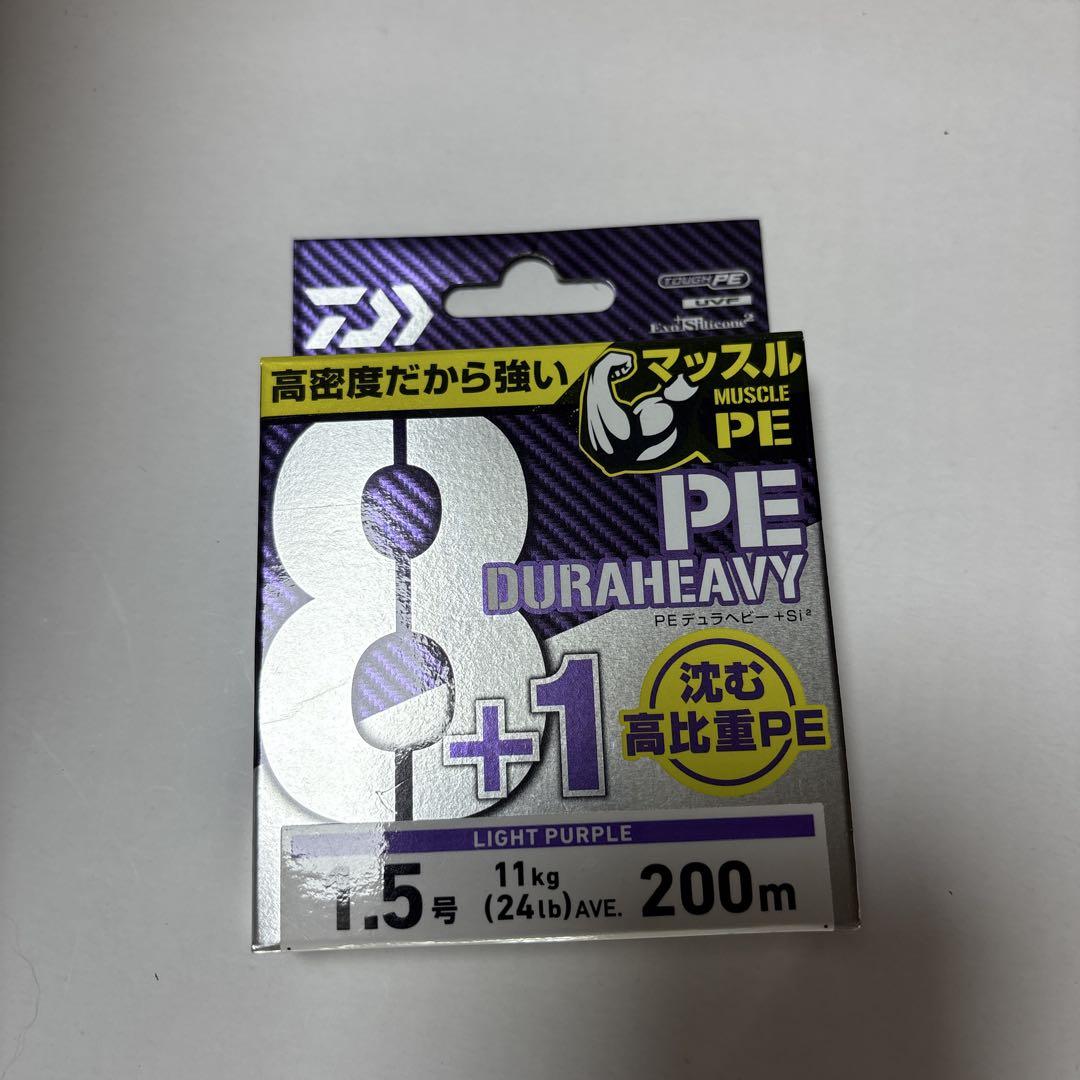 TOUGH PE
UVF
Evo+Silicone²
高密度だから強い
マッスル
MUSCLE
PE
8+1
PE
DURAHEAVY
PEデュラヘビー+Si²
沈む
高比重PE
LIGHT PURPLE
1.5号 11kg (24lb)AVE. 200m